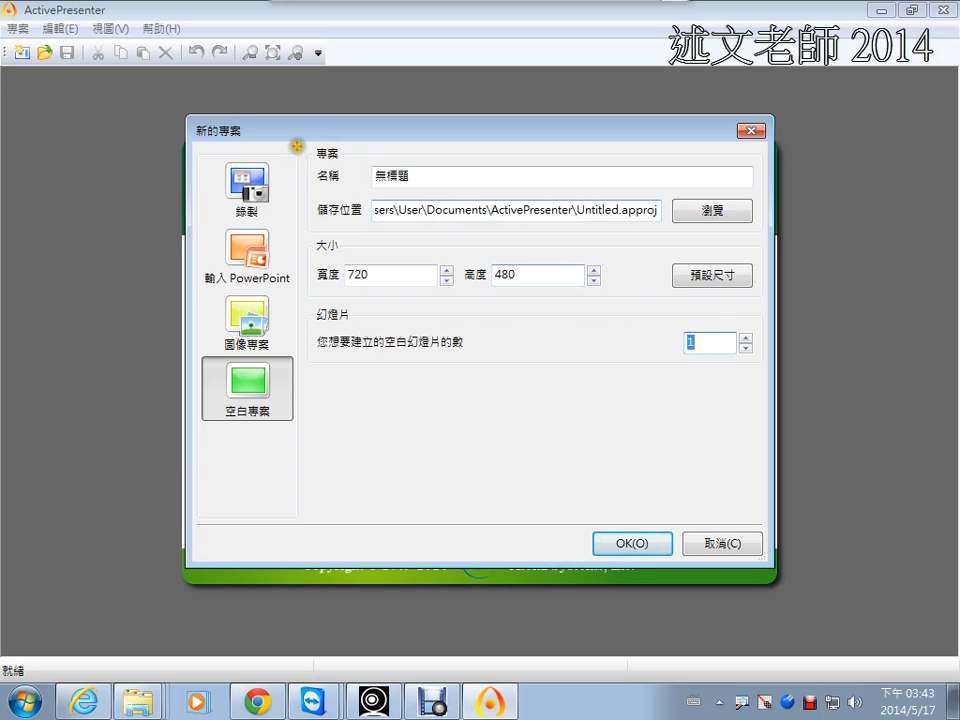 ActivePresenter
專案 編輯(E) 視圖(V) 幫助(H)
述文老師 2014
新的專案
錄製
輸入 PowerPoint
圖像專案
空白專案
專案
名稱 無標題
儲存位置 sers\User\Documents\ActivePresenter\Untitled.approj 瀏覽
大小
寬度 720 高度 480 預設尺寸
幻燈片
您想要建立的空白幻燈片的數 1
OK(O) 取消(C)
就緒
下午 03:43
2014/5/17